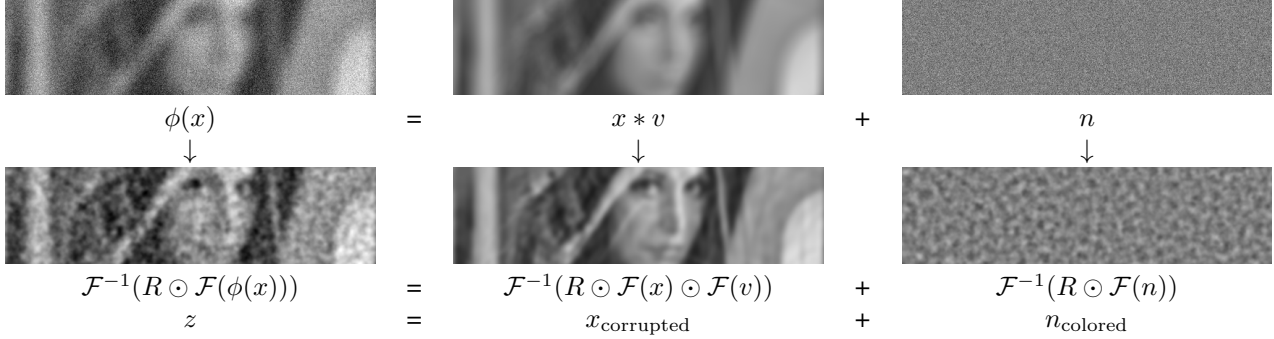 ϕ(x) = x ∗ v + n
↓ ↓ ↓
ℱ⁻¹(R ⊙ ℱ(ϕ(x))) = ℱ⁻¹(R ⊙ ℱ(x) ⊙ ℱ(v)) + ℱ⁻¹(R ⊙ ℱ(n))
z = x_corrupted + n_colored